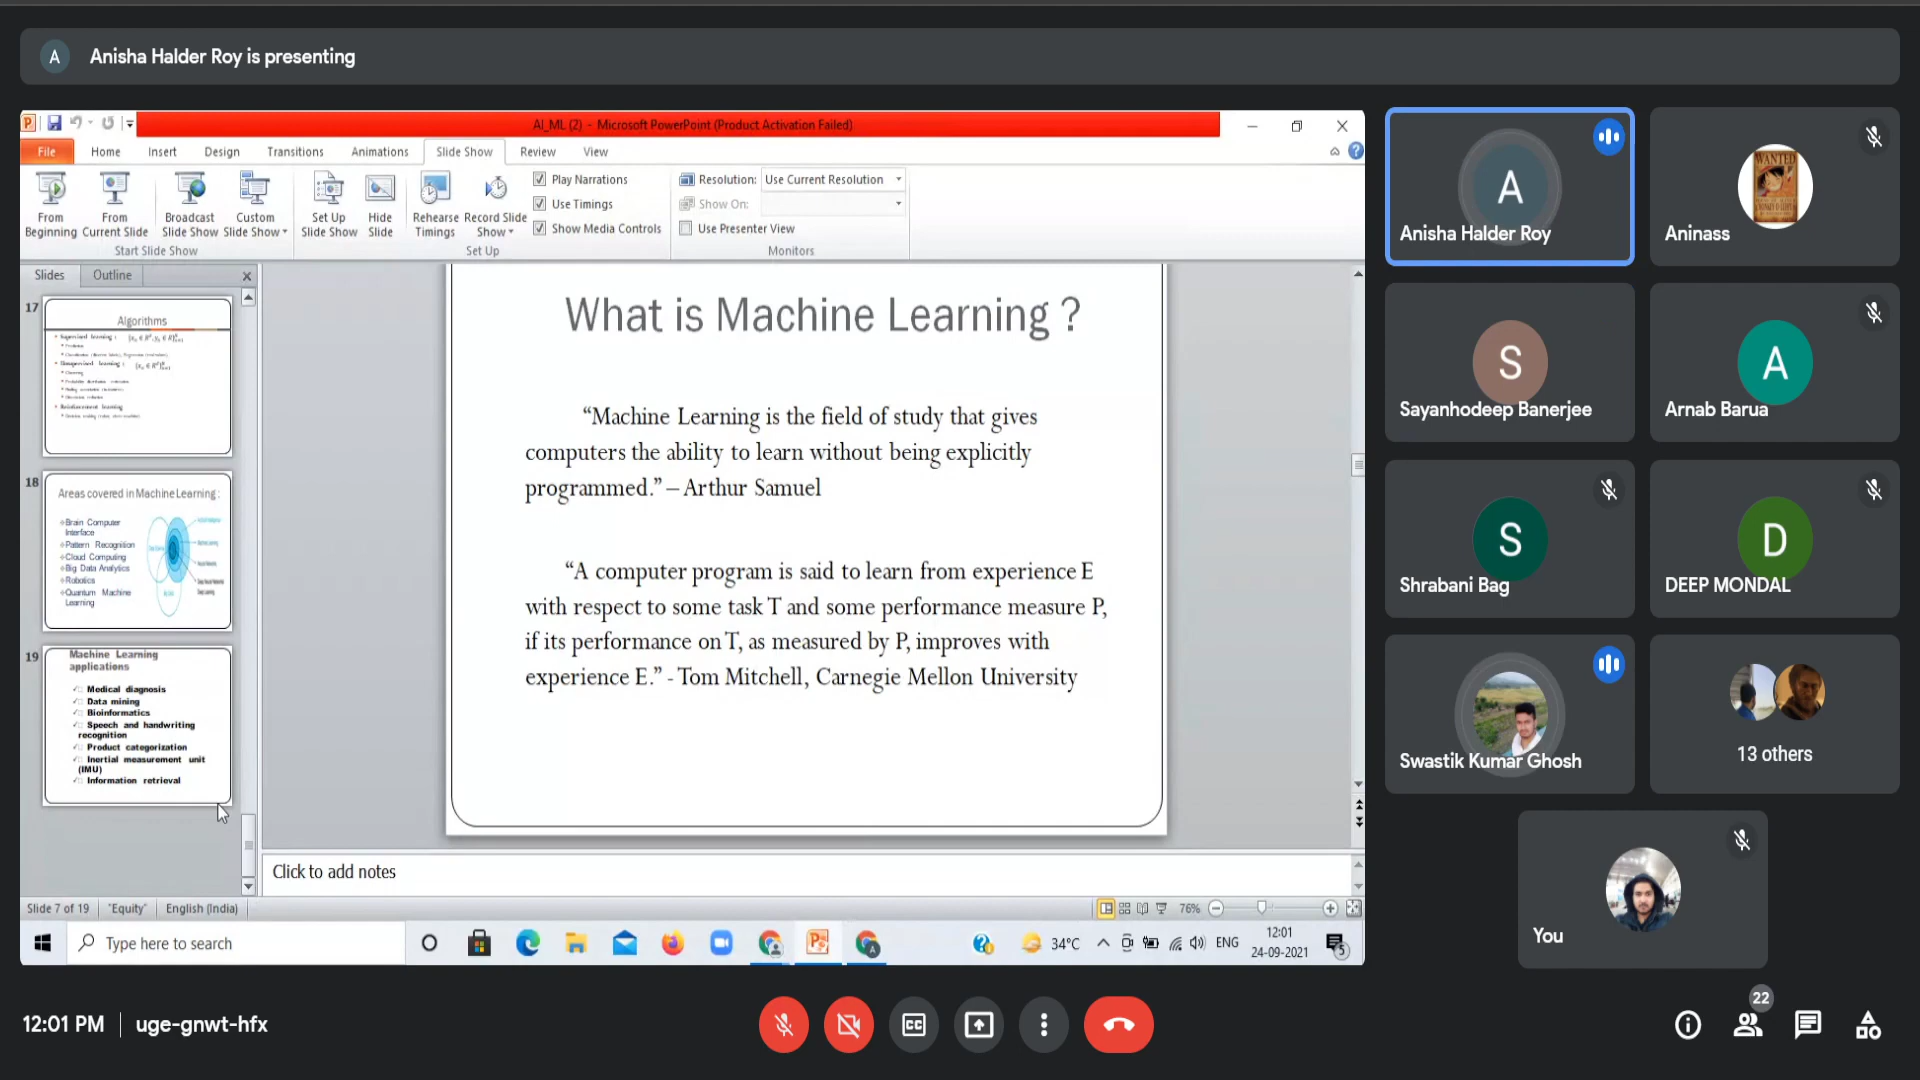 A Anisha Halder Roy is presenting
AI_ML (2) - Microsoft PowerPoint (Product Activation Failed)
File Home Insert Design Transitions Animations Slide Show Review View
From Beginning
From Current Slide
Broadcast Slide Show
Custom Slide Show
Start Slide Show
Set Up Slide Show
Hide Slide
Rehearse Timings
Record Slide Show
Play Narrations
Use Timings
Show Media Controls
Set Up
Resolution: Use Current Resolution
Show On:
Use Presenter View
Monitors
Slides Outline
17
Algorithms
Supervised learning :
Unsupervised learning :
Reinforcement learning
18
Areas covered in Machine Learning :
Brain Computer
Interface
Pattern Recognition
Cloud Computing
Big Data Analytics
Robotics
Quantum Machine
Learning
19
Machine Learning
applications
Medical diagnosis
Data mining
Bioinformatics
Speech and handwriting
recognition
Product categorization
Inertial measurement unit
(IMU)
Information retrieval
What is Machine Learning ?
“Machine Learning is the field of study that gives
computers the ability to learn without being explicitly
programmed.” – Arthur Samuel
“A computer program is said to learn from experience E
with respect to some task T and some performance measure P,
if its performance on T, as measured by P, improves with
experience E.” - Tom Mitchell, Carnegie Mellon University
Click to add notes
Slide 7 of 19 "Equity" English (India)
76%
Type here to search
34°C ENG
12:01
24-09-2021
5
A
Anisha Halder Roy
WANTED
Aninass
S
Sayanhodeep Banerjee
A
Arnab Barua
S
Shrabani Bag
D
DEEP MONDAL
Swastik Kumar Ghosh
13 others
You
12:01 PM uge-gnwt-hfx
CC
22